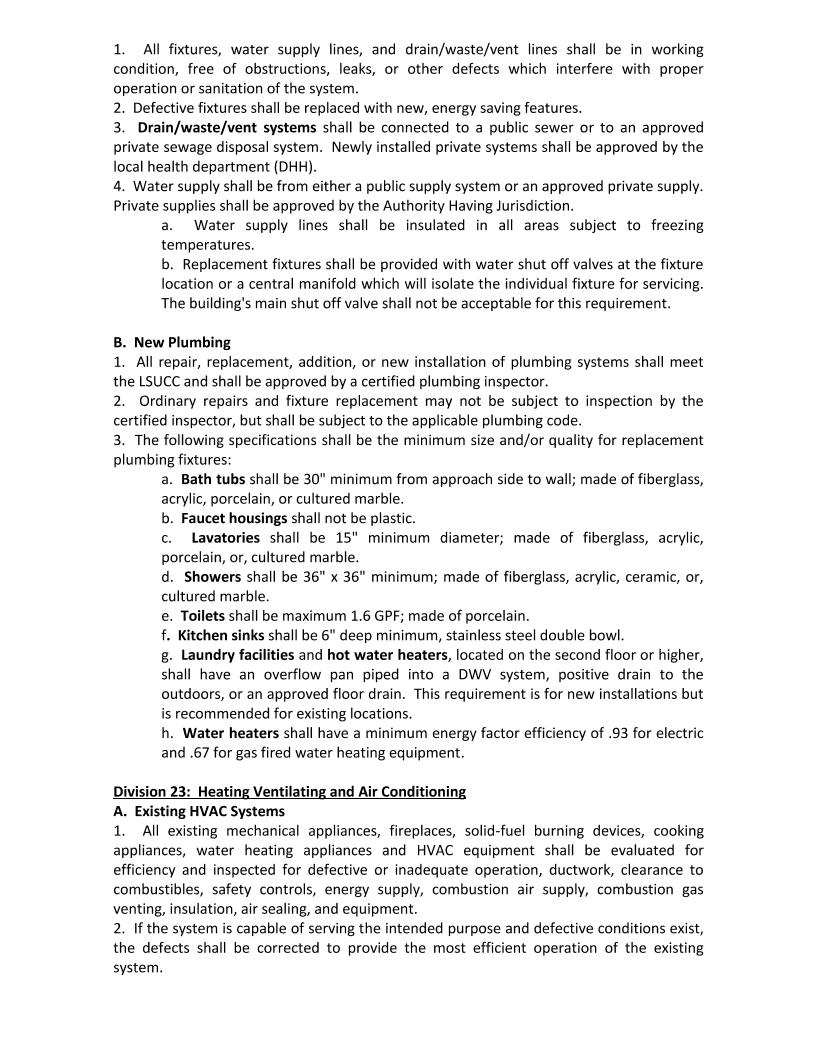 1. All fixtures, water supply lines, and drain/waste/vent lines shall be in working
condition, free of obstructions, leaks, or other defects which interfere with proper
operation or sanitation of the system.
2. Defective fixtures shall be replaced with new, energy saving features.
3. Drain/waste/vent systems shall be connected to a public sewer or to an approved
private sewage disposal system. Newly installed private systems shall be approved by the
local health department (DHH).
4. Water supply shall be from either a public supply system or an approved private supply.
Private supplies shall be approved by the Authority Having Jurisdiction.
a. Water supply lines shall be insulated in all areas subject to freezing
temperatures.
b. Replacement fixtures shall be provided with water shut off valves at the fixture
location or a central manifold which will isolate the individual fixture for servicing.
The building's main shut off valve shall not be acceptable for this requirement.
B. New Plumbing
1. All repair, replacement, addition, or new installation of plumbing systems shall meet
the LSUCC and shall be approved by a certified plumbing inspector.
2. Ordinary repairs and fixture replacement may not be subject to inspection by the
certified inspector, but shall be subject to the applicable plumbing code.
3. The following specifications shall be the minimum size and/or quality for replacement
plumbing fixtures:
a. Bath tubs shall be 30" minimum from approach side to wall; made of fiberglass,
acrylic, porcelain, or cultured marble.
b. Faucet housings shall not be plastic.
c. Lavatories shall be 15" minimum diameter; made of fiberglass, acrylic,
porcelain, or, cultured marble.
d. Showers shall be 36" x 36" minimum; made of fiberglass, acrylic, ceramic, or,
cultured marble.
e. Toilets shall be maximum 1.6 GPF; made of porcelain.
f. Kitchen sinks shall be 6" deep minimum, stainless steel double bowl.
g. Laundry facilities and hot water heaters, located on the second floor or higher,
shall have an overflow pan piped into a DWV system, positive drain to the
outdoors, or an approved floor drain. This requirement is for new installations but
is recommended for existing locations.
h. Water heaters shall have a minimum energy factor efficiency of .93 for electric
and .67 for gas fired water heating equipment.
Division 23: Heating Ventilating and Air Conditioning
A. Existing HVAC Systems
1. All existing mechanical appliances, fireplaces, solid-fuel burning devices, cooking
appliances, water heating appliances and HVAC equipment shall be evaluated for
efficiency and inspected for defective or inadequate operation, ductwork, clearance to
combustibles, safety controls, energy supply, combustion air supply, combustion gas
venting, insulation, air sealing, and equipment.
2. If the system is capable of serving the intended purpose and defective conditions exist,
the defects shall be corrected to provide the most efficient operation of the existing
system.